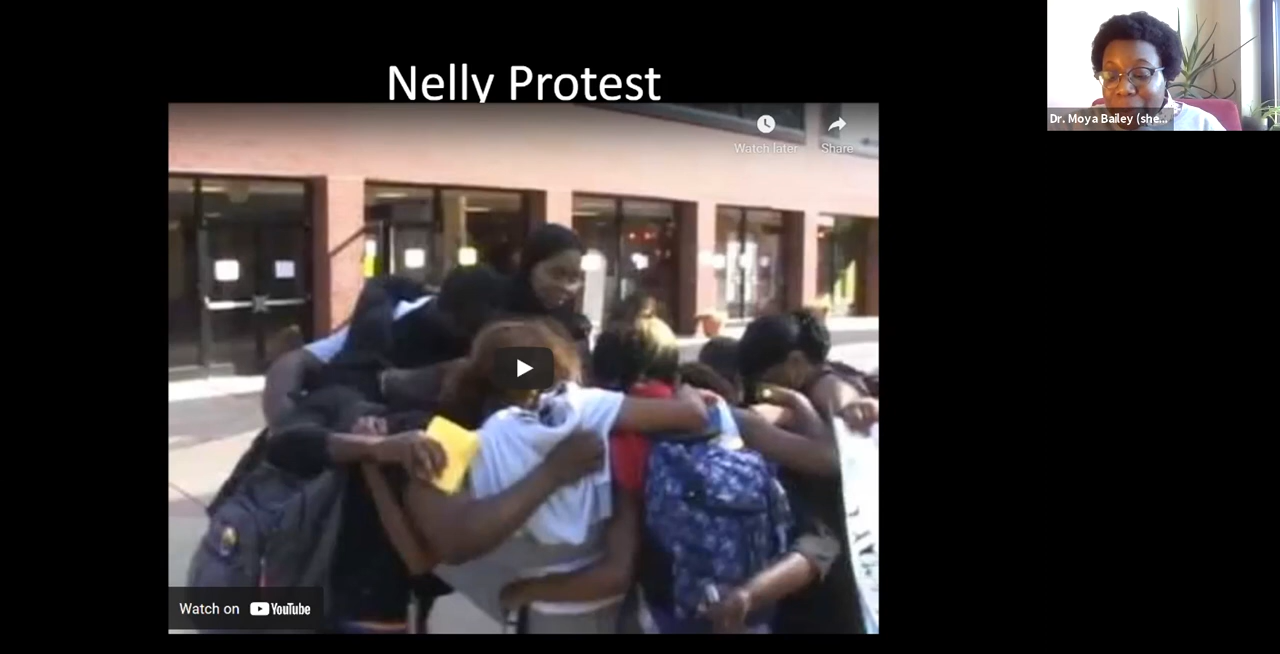 Nelly Protest
Watch later
Share
Dr. Moya Bailey (she...
Watch on YouTube